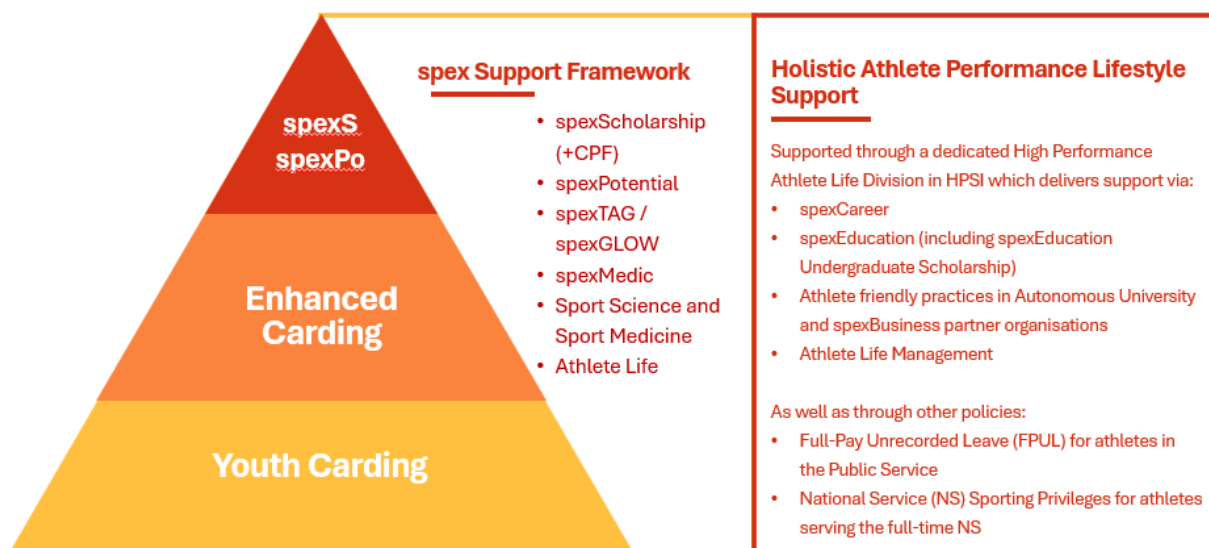 spexS
spexPo
Enhanced
Carding
Youth Carding
spex Support Framework
• spexScholarship
(+CPF)
• spexPotential
• spexTAG /
spexGLOW
• spexMedic
• Sport Science and
Sport Medicine
• Athlete Life
Holistic Athlete Performance Lifestyle
Support
Supported through a dedicated High Performance
Athlete Life Division in HPSI which delivers support via:
• spexCareer
• spexEducation (including spexEducation
Undergraduate Scholarship)
• Athlete friendly practices in Autonomous University
and spexBusiness partner organisations
• Athlete Life Management
As well as through other policies:
• Full-Pay Unrecorded Leave (FPUL) for athletes in
the Public Service
• National Service (NS) Sporting Privileges for athletes
serving the full-time NS